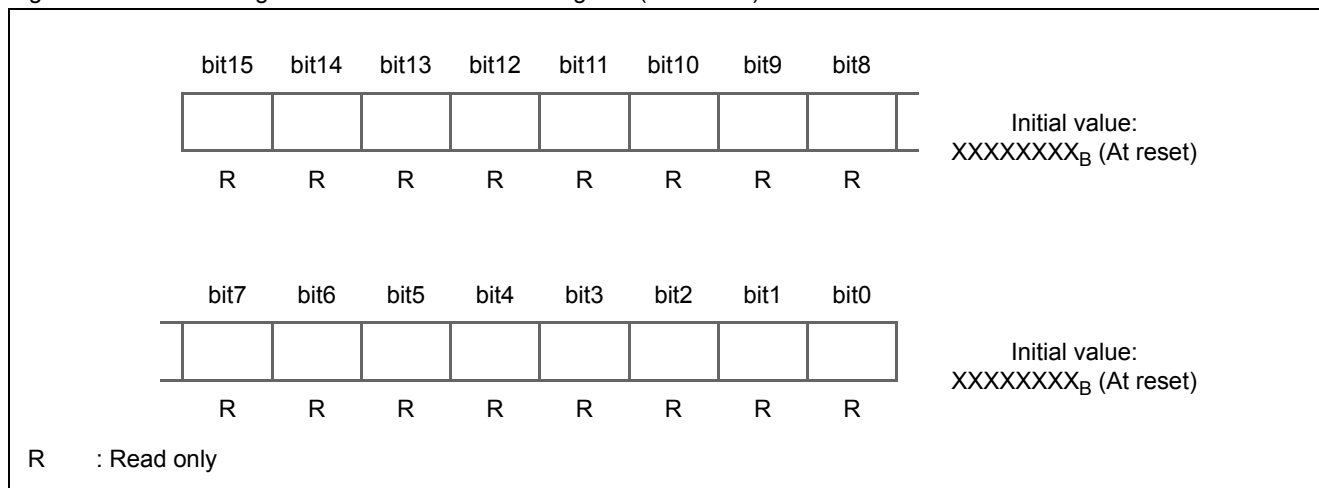 bit15 bit14 bit13 bit12 bit11 bit10 bit9 bit8
Initial value:
XXXXXXXXB (At reset)
R R R R R R R R
bit7 bit6 bit5 bit4 bit3 bit2 bit1 bit0
Initial value:
XXXXXXXXB (At reset)
R R R R R R R R
R : Read only